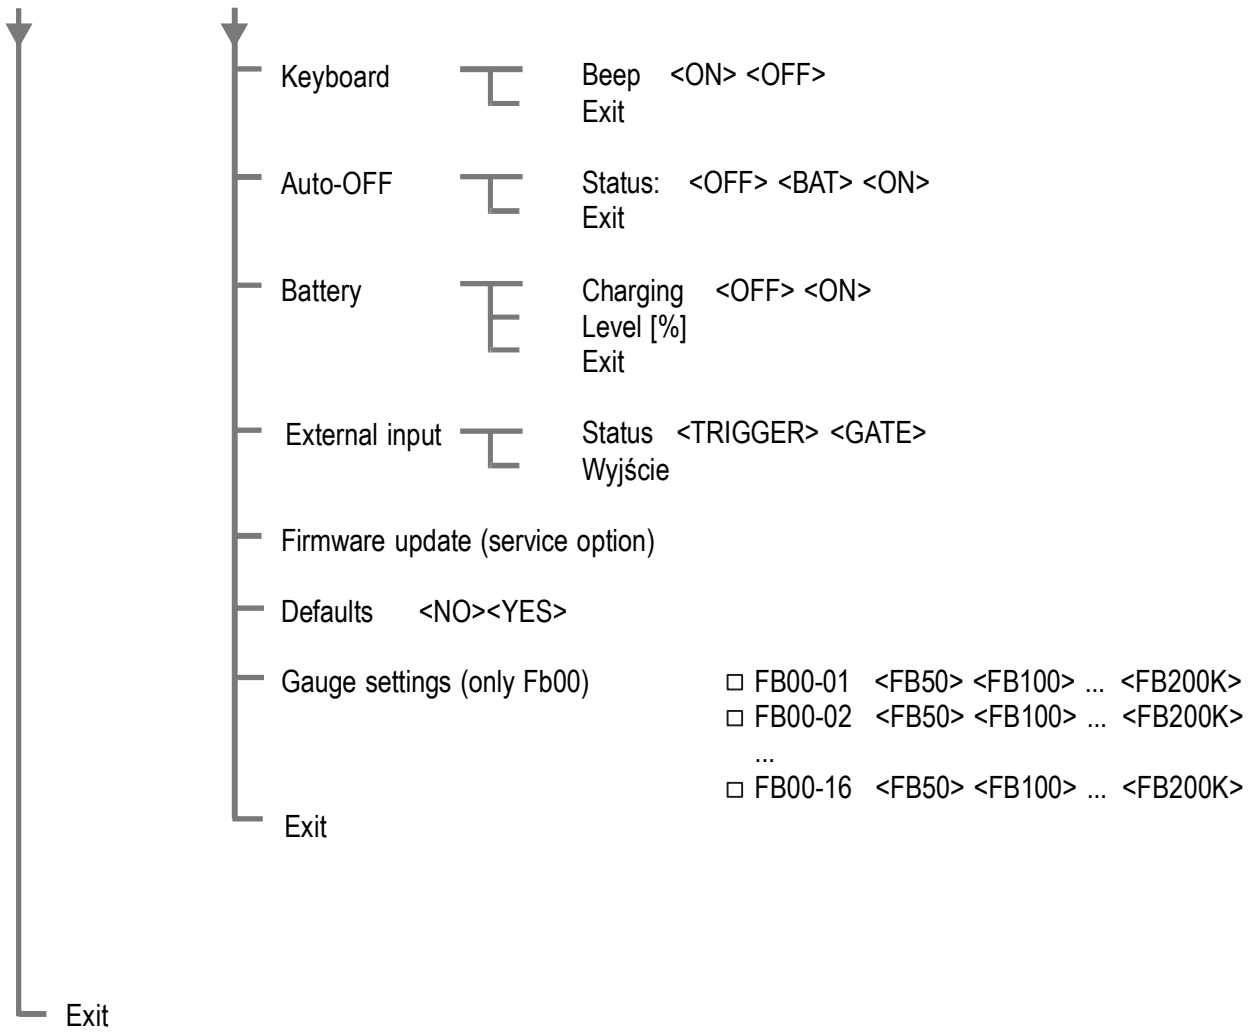 Keyboard Beep <ON> <OFF>
Exit
Auto-OFF Status: <OFF> <BAT> <ON>
Exit
Battery Charging <OFF> <ON>
Level [%]
Exit
External input Status <TRIGGER> <GATE>
Wyjście
Firmware update (service option)
Defaults <NO><YES>
Gauge settings (only Fb00) □ FB00-01 <FB50> <FB100> ... <FB200K>
□ FB00-02 <FB50> <FB100> ... <FB200K>
...
□ FB00-16 <FB50> <FB100> ... <FB200K>
Exit
Exit